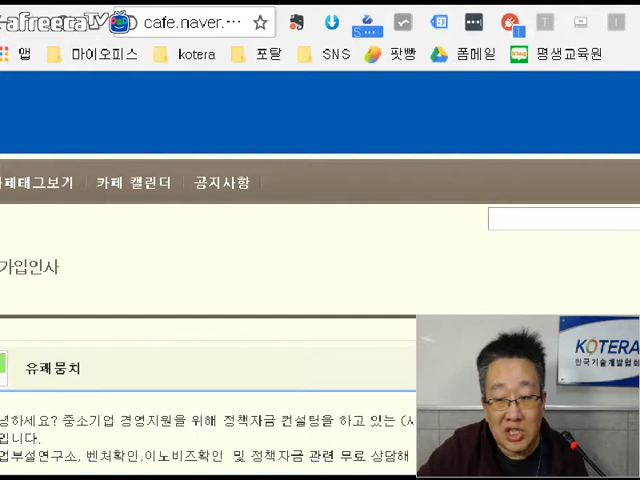 afreecaTV cafe.naver.···
앱 마이오피스 kotera 포탈 SNS 팟빵 폼메일 평생교육원
카페태그보기 카페 캘린더 공지사항
가입인사
유쾌뭉치
녕하세요? 중소기업 경영지원을 위해 정책자금 컨설팅을 하고 있는 (사
입니다.
업부설연구소, 벤처확인,이노비즈확인 및 정책자금 관련 무료 상담해
KOTERA
한국기술개발협회